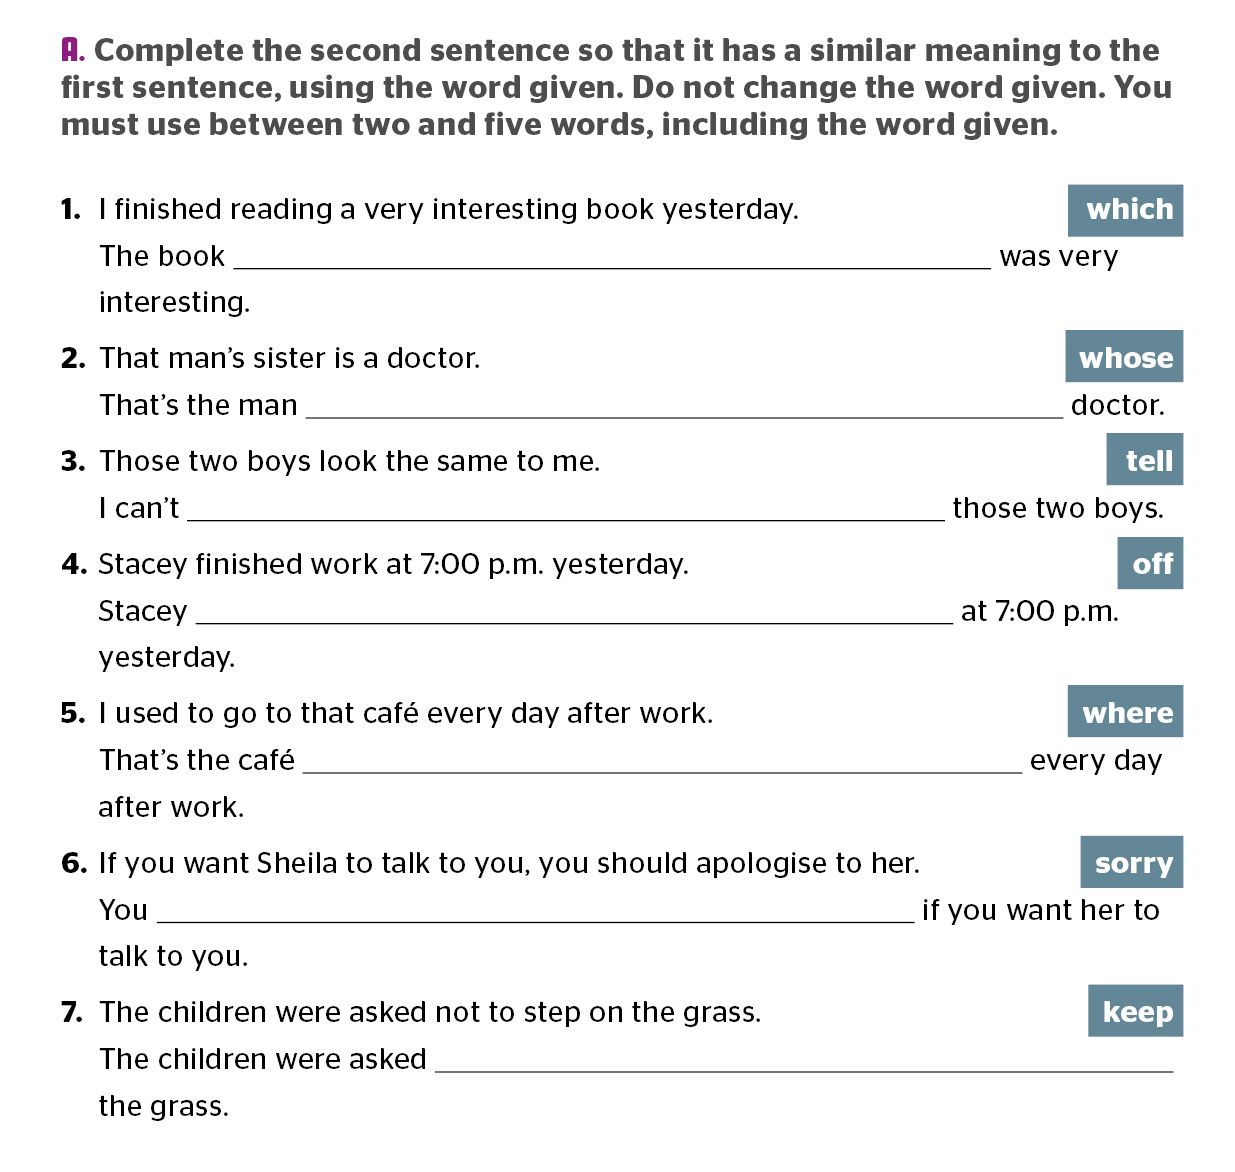 A. Complete the second sentence so that it has a similar meaning to the
first sentence, using the word given. Do not change the word given. You
must use between two and five words, including the word given.
1. I finished reading a very interesting book yesterday. which
The book ______ was very
interesting.
2. That man’s sister is a doctor. whose
That’s the man ______ doctor.
3. Those two boys look the same to me. tell
I can’t ______ those two boys.
4. Stacey finished work at 7:00 p.m. yesterday. off
Stacey ______ at 7:00 p.m.
yesterday.
5. I used to go to that café every day after work. where
That’s the café ______ every day
after work.
6. If you want Sheila to talk to you, you should apologise to her. sorry
You ______ if you want her to
talk to you.
7. The children were asked not to step on the grass. keep
The children were asked ______
the grass.